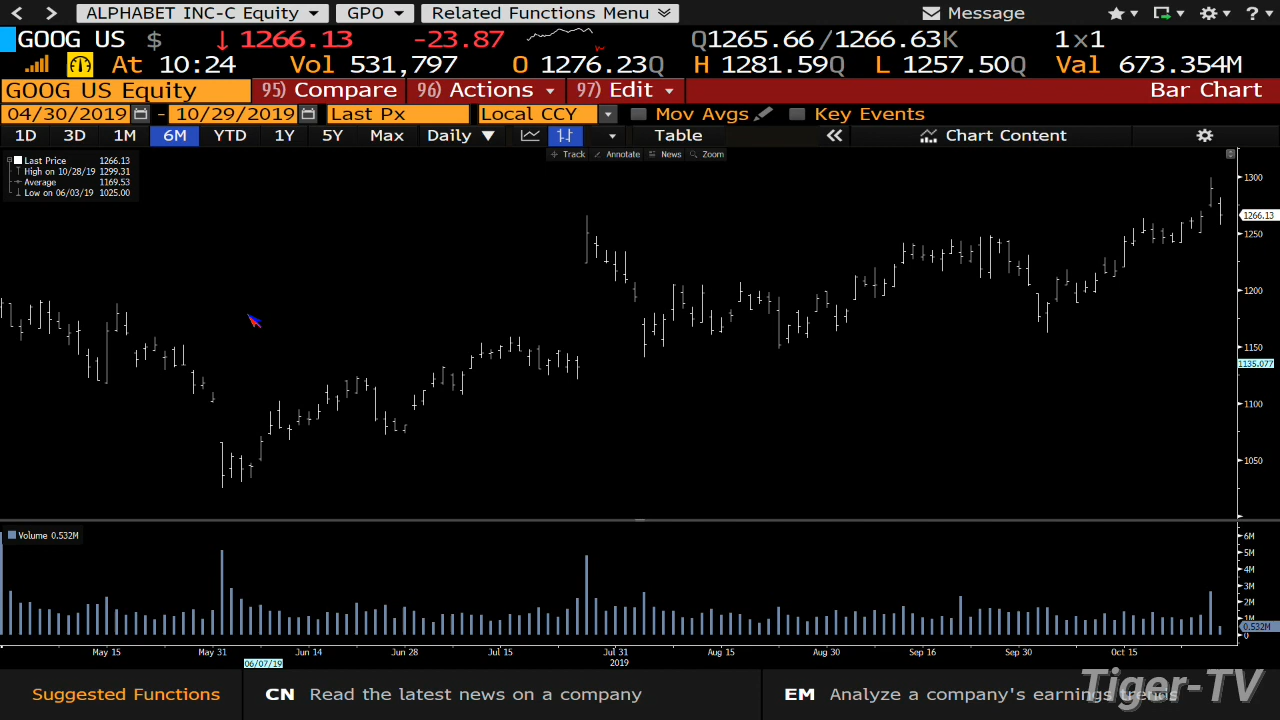 ALPHABET INC-C Equity GPO Related Functions Menu Message ?
GOOG US $ ↓1266.13 -23.87 Q1265.66/1266.63K 1×1
At 10:24 Vol 531,797 O 1276.23Q H 1281.59Q L 1257.50Q Val 673.354M
GOOG US Equity 95) Compare 96) Actions 97) Edit Bar Chart
04/30/2019 - 10/29/2019 Last Px Local CCY Mov Avgs Key Events
1D 3D 1M 6M YTD 1Y 5Y Max Daily ▼ Table « Chart Content
Track Annotate News Zoom
Last Price 1266.13
High on 10/28/19 1299.31
Average 1169.53
Low on 06/03/19 1025.00
1300
1266.13
1250
1200
1150
1135.077
1100
1050
Volume 0.532M
6M
5M
4M
3M
2M
1M
0.532M
0
May 15 May 31 Jun 14 Jun 28 Jul 15 Jul 31 Aug 15 Aug 30 Sep 16 Sep 30 Oct 15
06/07/19 2019
Suggested Functions CN Read the latest news on a company EM Analyze a company's earnings trends
Tiger-TV